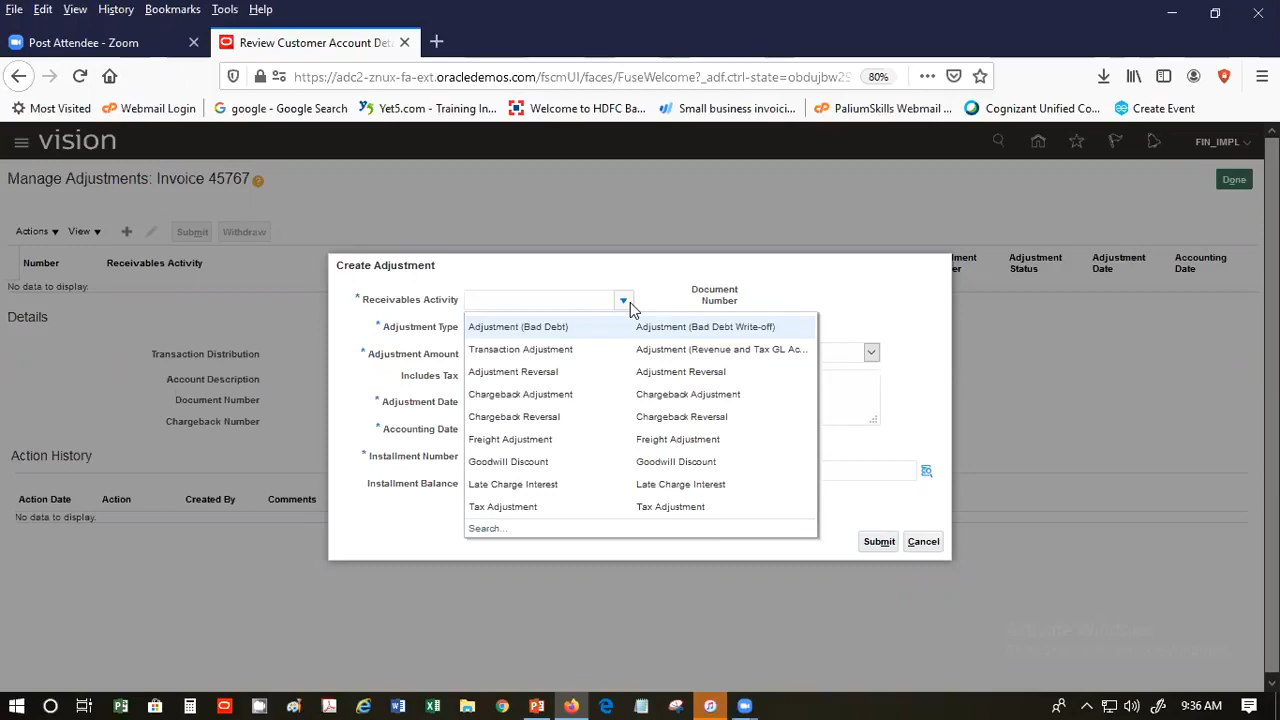 File Edit View History Bookmarks Tools Help
Post Attendee - Zoom
Review Customer Account Det
https://adc2-znux-fa-ext.oracledemos.com/fscmUI/faces/FuseWelcome?_adf.ctrl-state=obdujbw29
80%
Most Visited Webmail Login google - Google Search Yet5.com - Training In... Welcome to HDFC Ba... Small business invoici... PaliumSkills Webmail ... Cognizant Unified Co... Create Event
vision
FIN_IMPL
Manage Adjustments: Invoice 45767
Done
Actions View Submit Withdraw
Number Receivables Activity
Adjustment Status
Adjustment Date
Accounting Date
No data to display.
Details
Transaction Distribution
Account Description
Document Number
Chargeback Number
Action History
Action Date Action Created By Comments
No data to display.
Create Adjustment
* Receivables Activity
Document Number
* Adjustment Type
* Adjustment Amount
Includes Tax
* Adjustment Date
* Accounting Date
* Installment Number
Installment Balance
Adjustment (Bad Debt) Adjustment (Bad Debt Write-off)
Transaction Adjustment Adjustment (Revenue and Tax GL Ac...
Adjustment Reversal Adjustment Reversal
Chargeback Adjustment Chargeback Adjustment
Chargeback Reversal Chargeback Reversal
Freight Adjustment Freight Adjustment
Goodwill Discount Goodwill Discount
Late Charge Interest Late Charge Interest
Tax Adjustment Tax Adjustment
Search...
Submit Cancel
Activate Windows
9:36 AM